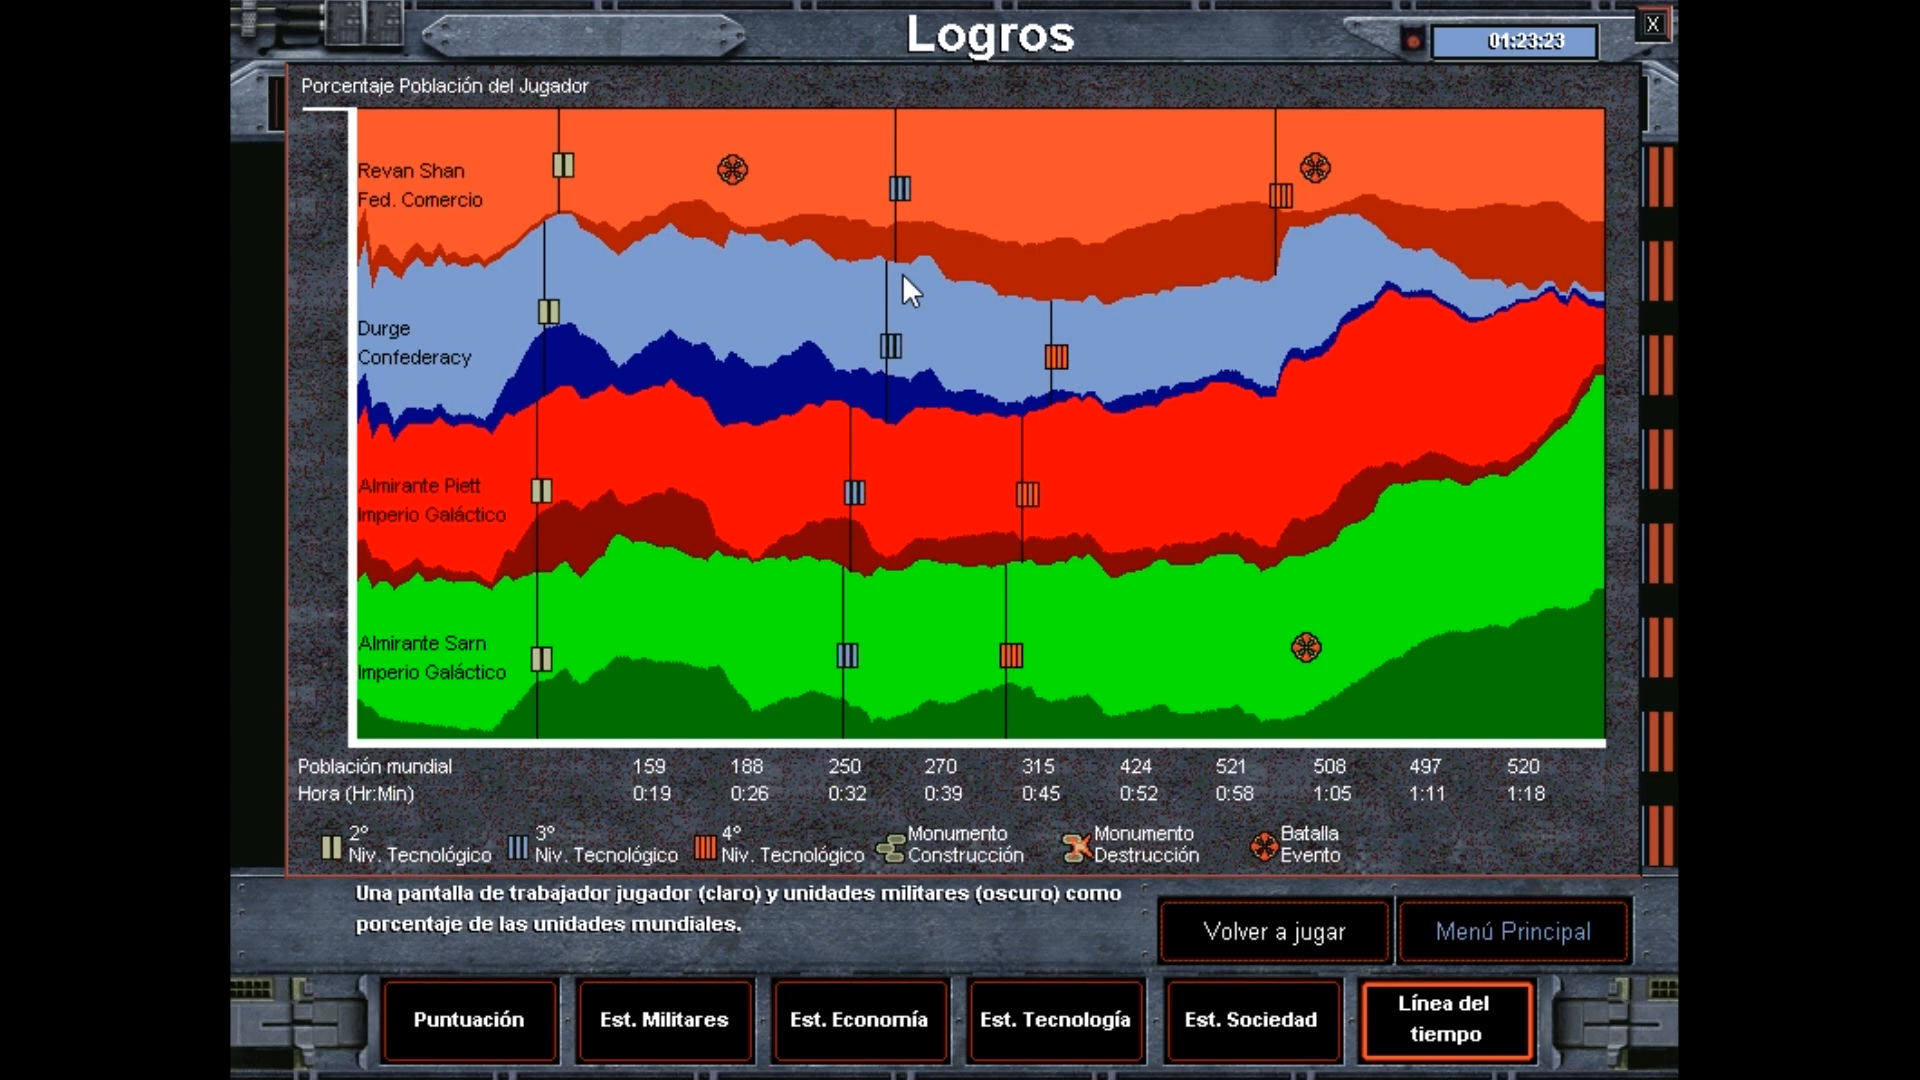 Logros
01:23:23
X
Porcentaje Población del Jugador
Revan Shan
Fed. Comercio
Durge
Confederacy
Almirante Piett
Imperio Galáctico
Almirante Sarn
Imperio Galáctico
Población mundial 159 188 250 270 315 424 521 508 497 520
Hora (Hr:Min) 0:19 0:26 0:32 0:39 0:45 0:52 0:58 1:05 1:11 1:18
2º
Niv. Tecnológico
3º
Niv. Tecnológico
4º
Niv. Tecnológico
Monumento
Construcción
Monumento
Destrucción
Batalla
Evento
Una pantalla de trabajador jugador (claro) y unidades militares (oscuro) como
porcentaje de las unidades mundiales.
Volver a jugar
Menú Principal
Puntuación
Est. Militares
Est. Economía
Est. Tecnología
Est. Sociedad
Línea del
tiempo